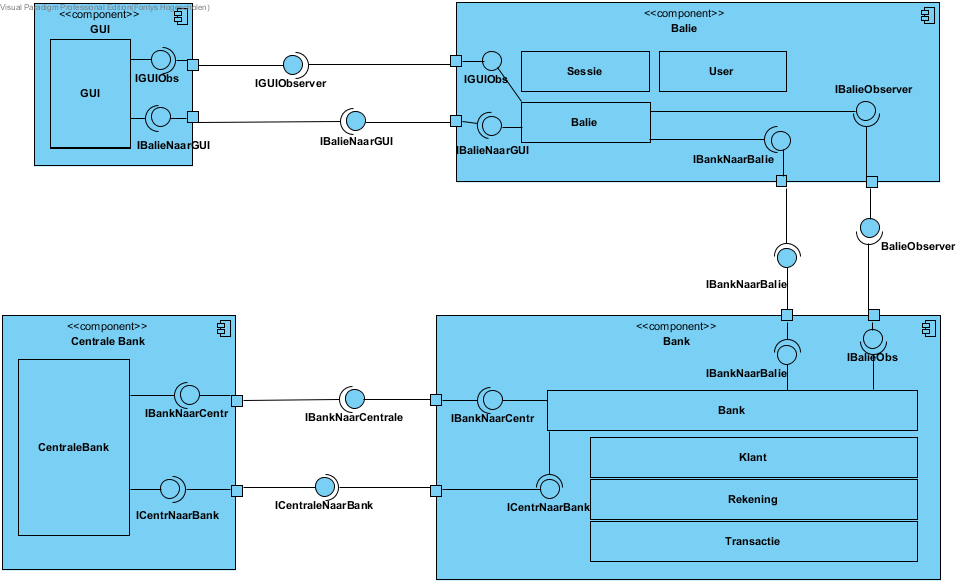 Visual Paradigm Professional Edition(Fontys Hogescholen)
<<component>>
GUI
GUI
IGUIObs
IBalieNaarGUI
IGUIObserver
IBalieNaarGUI
<<component>>
Balie
IGUIObs
Sessie
User
Balie
IBalieNaarGUI
IBalieObserver
IBankNaarBalie
IBankNaarBalie
BalieObserver
<<component>>
Centrale Bank
CentraleBank
IBankNaarCentr
ICentrNaarBank
IBankNaarCentrale
ICentraleNaarBank
<<component>>
Bank
IBankNaarBalie
IBalieObs
IBankNaarCentr
Bank
ICentrNaarBank
Klant
Rekening
Transactie